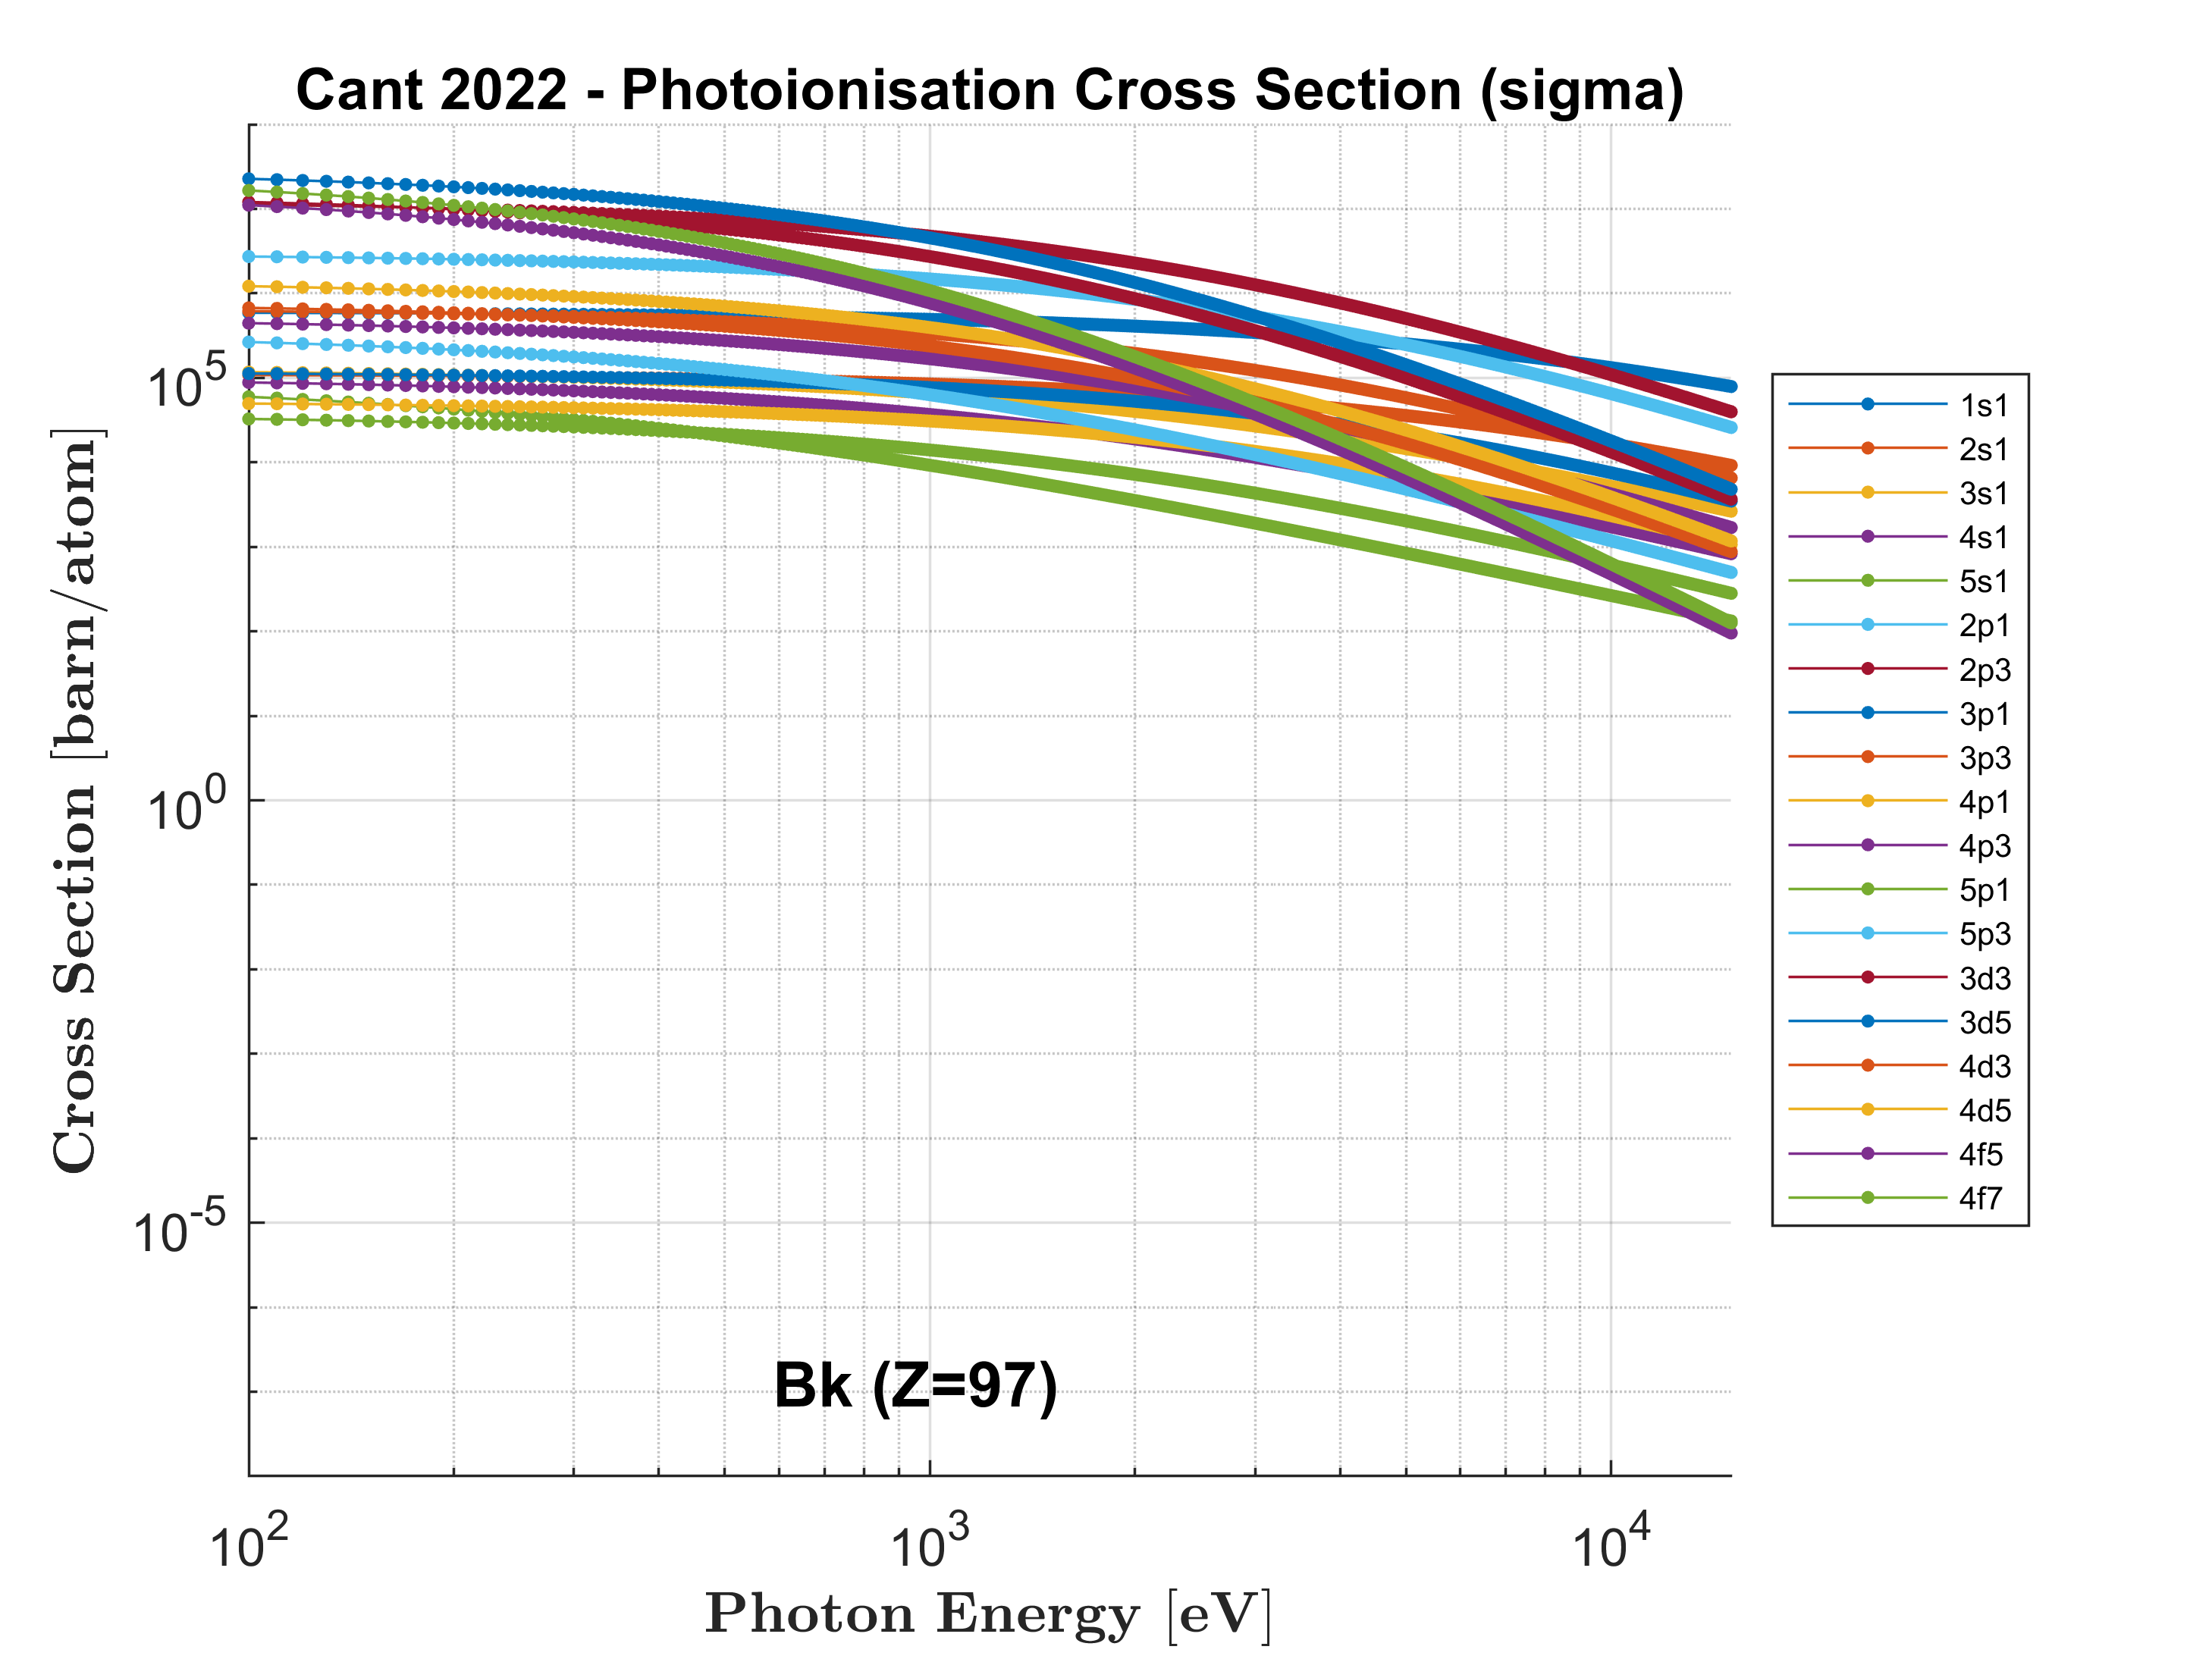 Cant 2022 - Photoionisation Cross Section (sigma)
Cross Section [barn/atom]
10^5
10^0
10^-5
Bk (Z=97)
10^2
10^3
10^4
Photon Energy [eV]
1s1
2s1
3s1
4s1
5s1
2p1
2p3
3p1
3p3
4p1
4p3
5p1
5p3
3d3
3d5
4d3
4d5
4f5
4f7